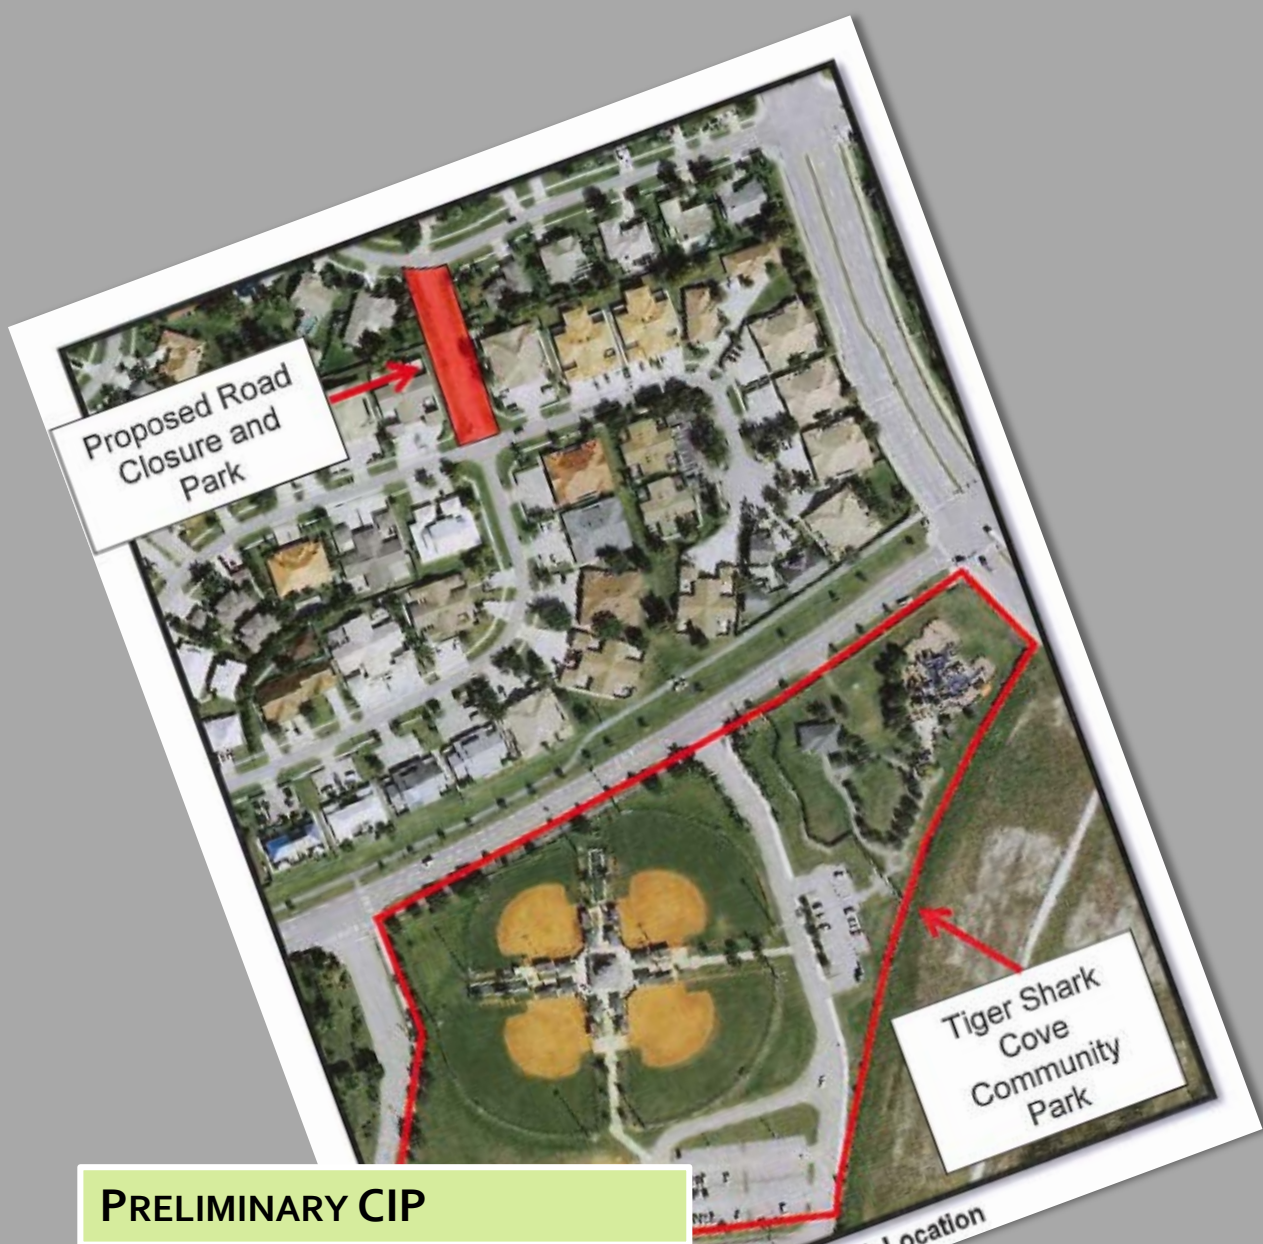 Proposed Road
Closure and
Park
Tiger Shark
Cove
Community
Park
PRELIMINARY CIP
Location